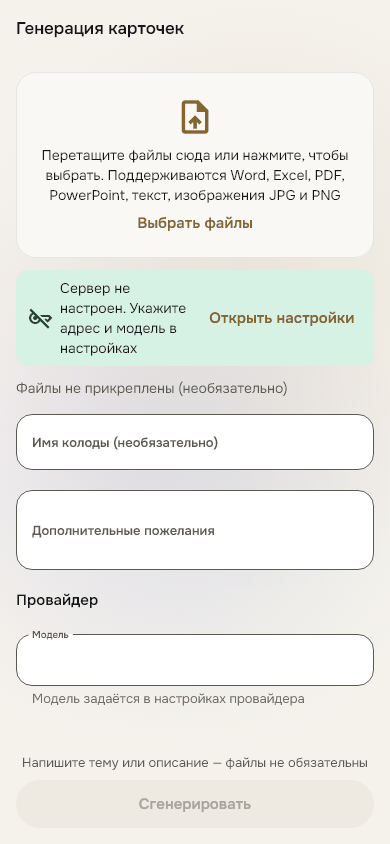 Генерация карточек
Перетащите файлы сюда или нажмите, чтобы
выбрать. Поддерживаются Word, Excel, PDF,
PowerPoint, текст, изображения JPG и PNG
Выбрать файлы
Сервер не
настроен. Укажите
адрес и модель в
настройках
Открыть настройки
Файлы не прикреплены (необязательно)
Имя колоды (необязательно)
Дополнительные пожелания
Провайдер
Модель
Модель задаётся в настройках провайдера
Напишите тему или описание — файлы не обязательны
Сгенерировать